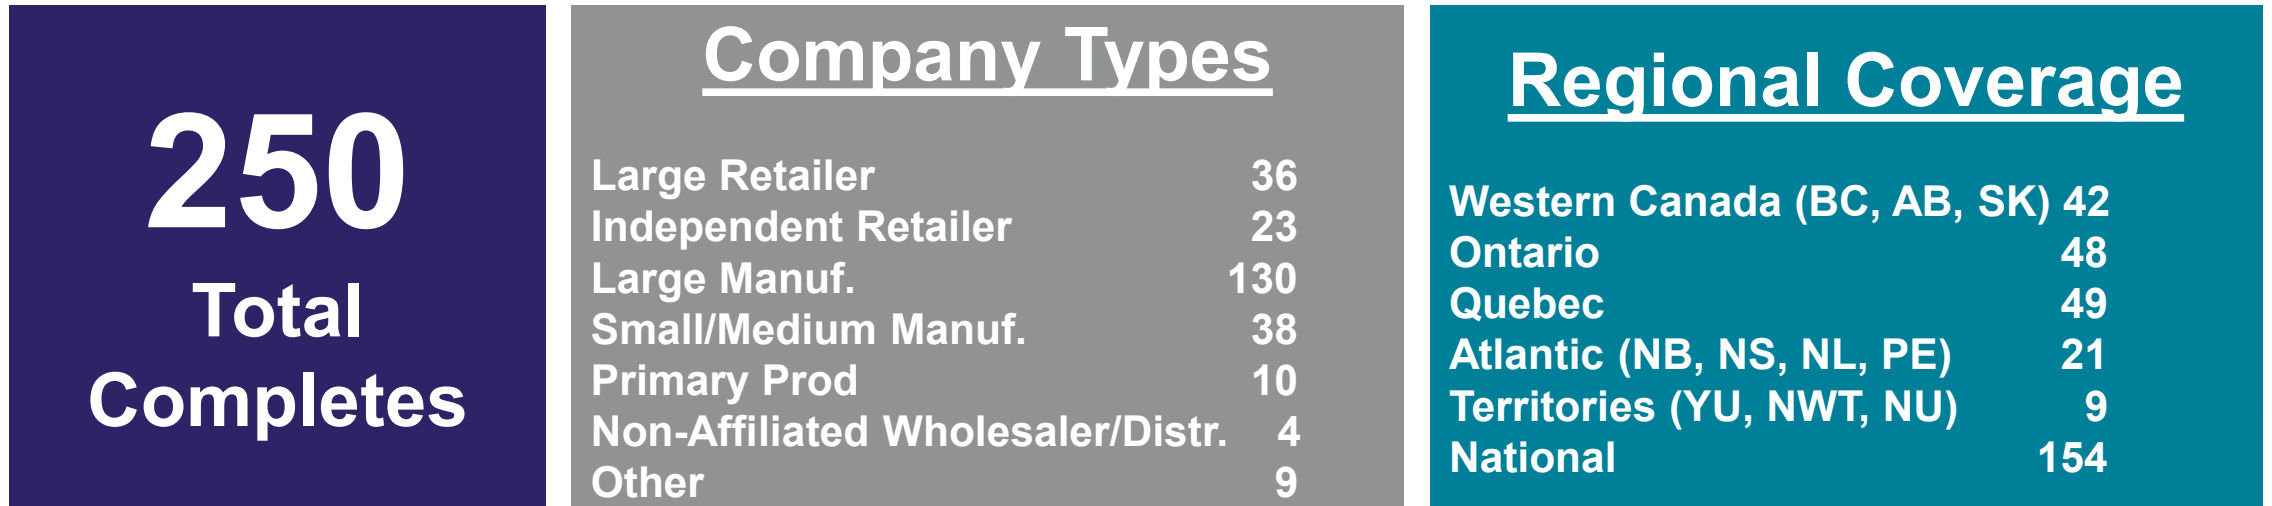 250
Total
Completes
Company Types
Large Retailer 36
Independent Retailer 23
Large Manuf. 130
Small/Medium Manuf. 38
Primary Prod 10
Non-Affiliated Wholesaler/Distr. 4
Other 9
Regional Coverage
Western Canada (BC, AB, SK) 42
Ontario 48
Quebec 49
Atlantic (NB, NS, NL, PE) 21
Territories (YU, NWT, NU) 9
National 154